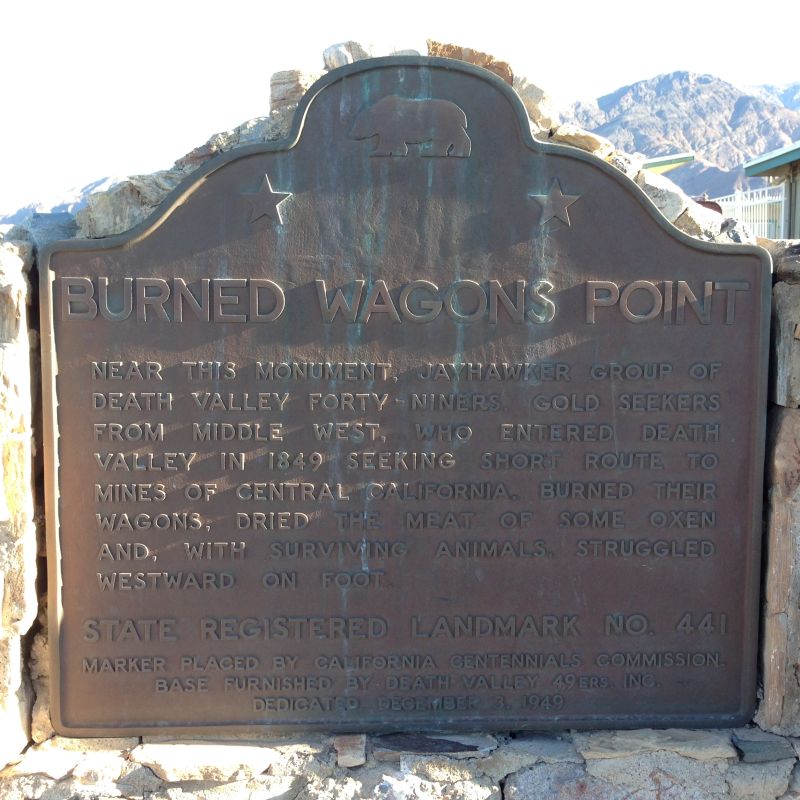 BURNED WAGONS POINT
NEAR THIS MONUMENT, JAYHAWKER GROUP OF
DEATH VALLEY FORTY-NINERS, GOLD SEEKERS
FROM MIDDLE WEST, WHO ENTERED DEATH
VALLEY IN 1849 SEEKING SHORT ROUTE TO
MINES OF CENTRAL CALIFORNIA, BURNED THEIR
WAGONS, DRIED THE MEAT OF SOME OXEN
AND, WITH SURVIVING ANIMALS, STRUGGLED
WESTWARD ON FOOT.
STATE REGISTERED LANDMARK NO. 441
MARKER PLACED BY CALIFORNIA CENTENNIALS COMMISSION.
BASE FURNISHED BY DEATH VALLEY 49ERS, INC.
DEDICATED DECEMBER 3, 1949